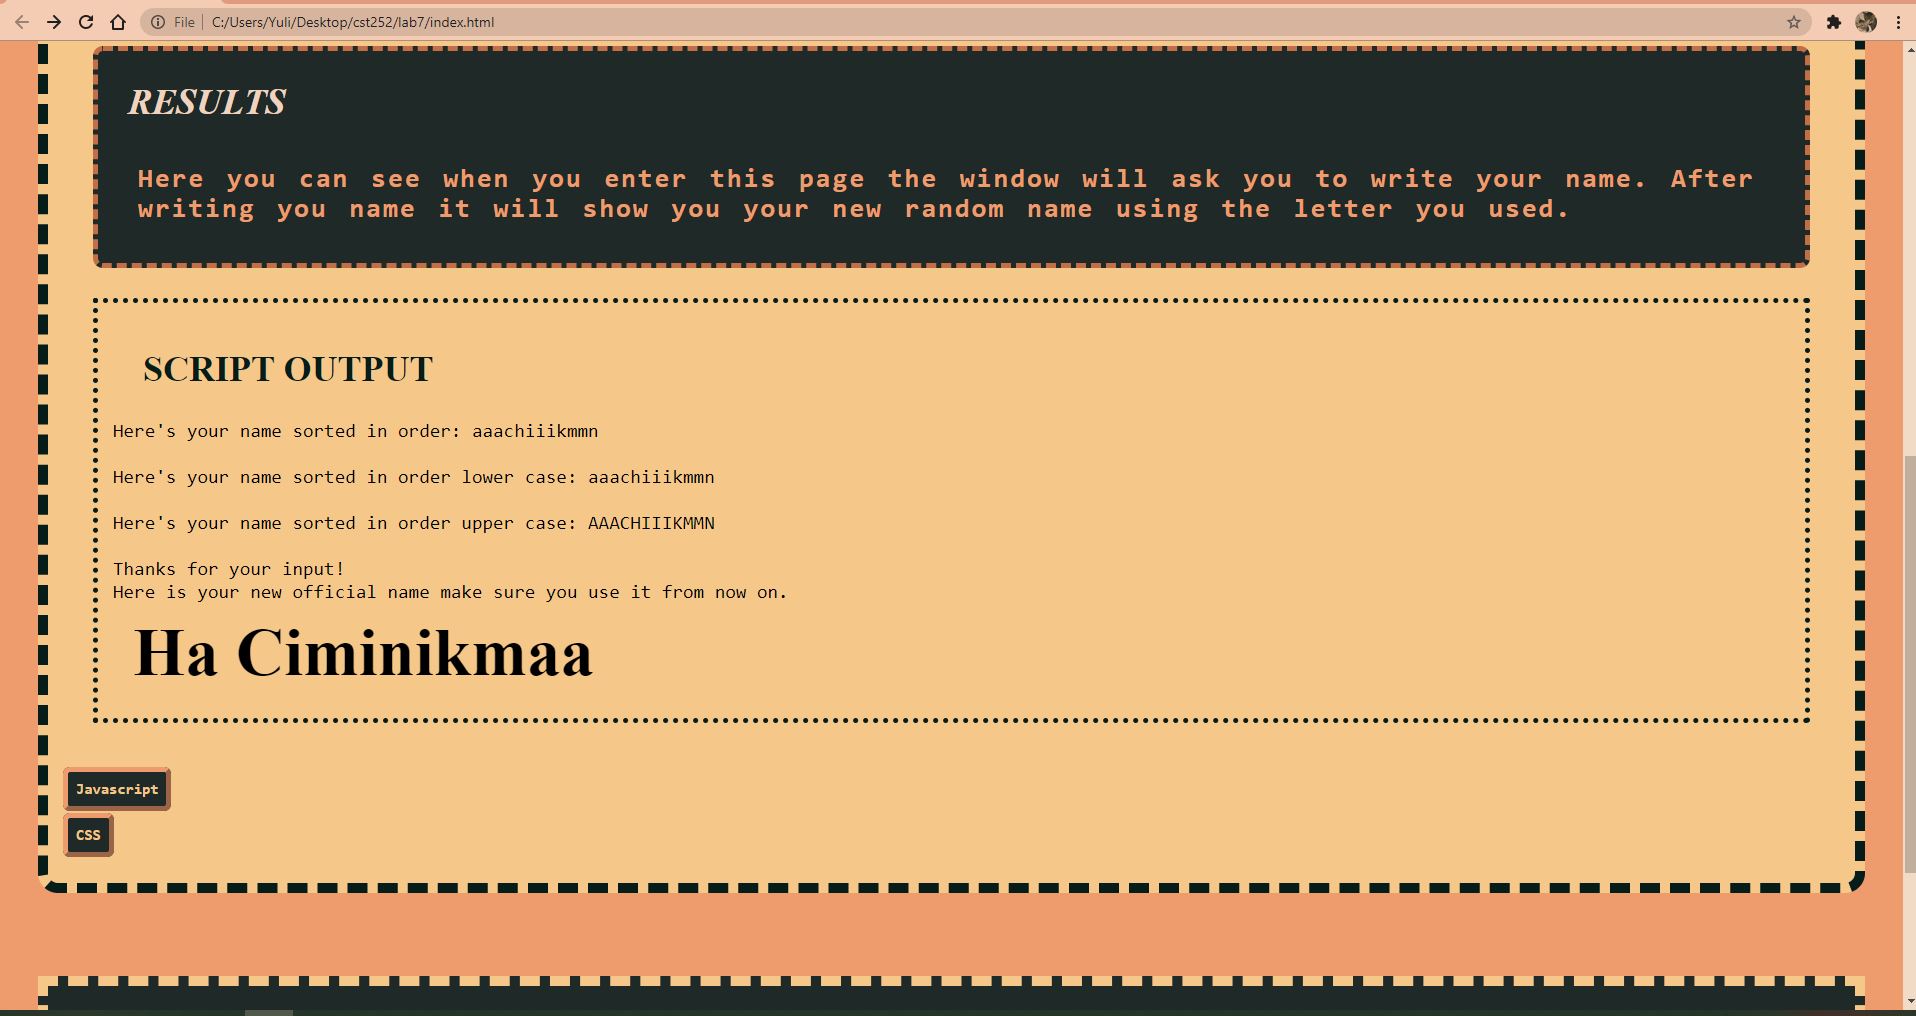 File
C:/Users/Yuli/Desktop/cst252/lab7/index.html
RESULTS
Here you can see when you enter this page the window will ask you to write your name. After
writing you name it will show you your new random name using the letter you used.
SCRIPT OUTPUT
Here's your name sorted in order: aaachiiikmmn
Here's your name sorted in order lower case: aaachiiikmmn
Here's your name sorted in order upper case: AAACHIIIKMMN
Thanks for your input!
Here is your new official name make sure you use it from now on.
Ha Ciminikmaa
Javascript
CSS